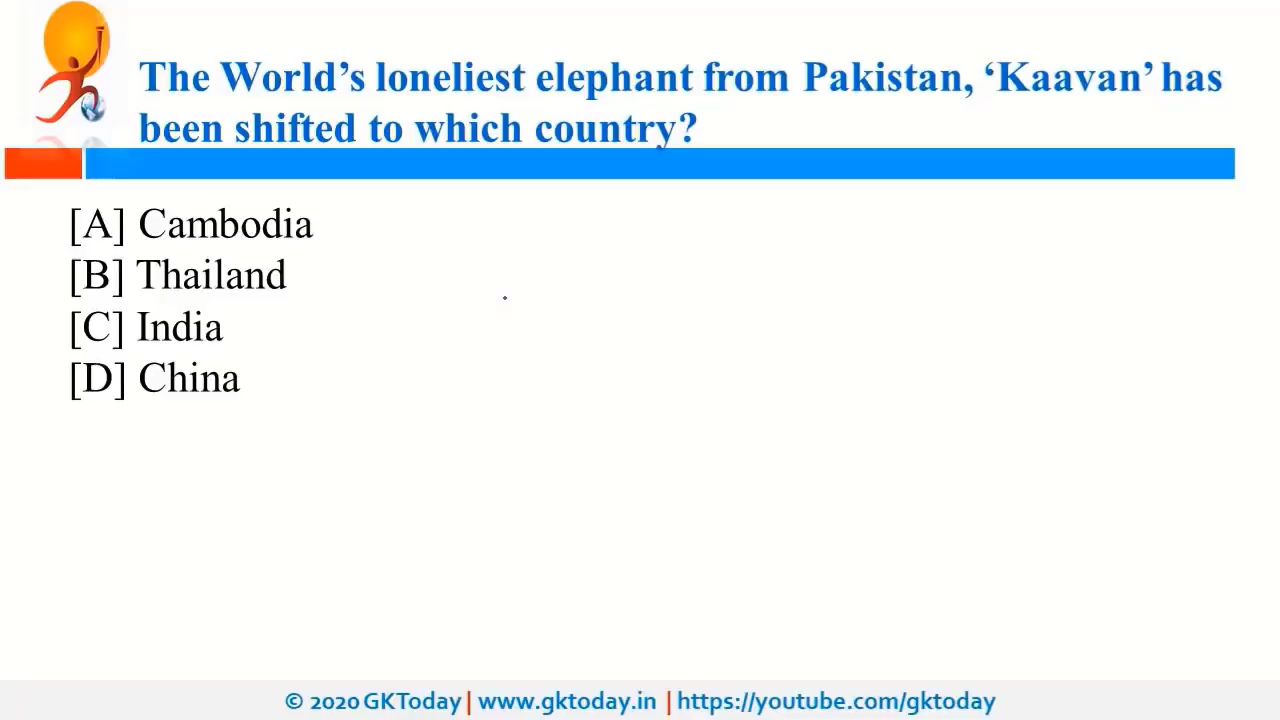 The World’s loneliest elephant from Pakistan, ‘Kaavan’ has
been shifted to which country?
[A] Cambodia
[B] Thailand
[C] India
[D] China
© 2020 GKToday | www.gktoday.in | https://youtube.com/gktoday